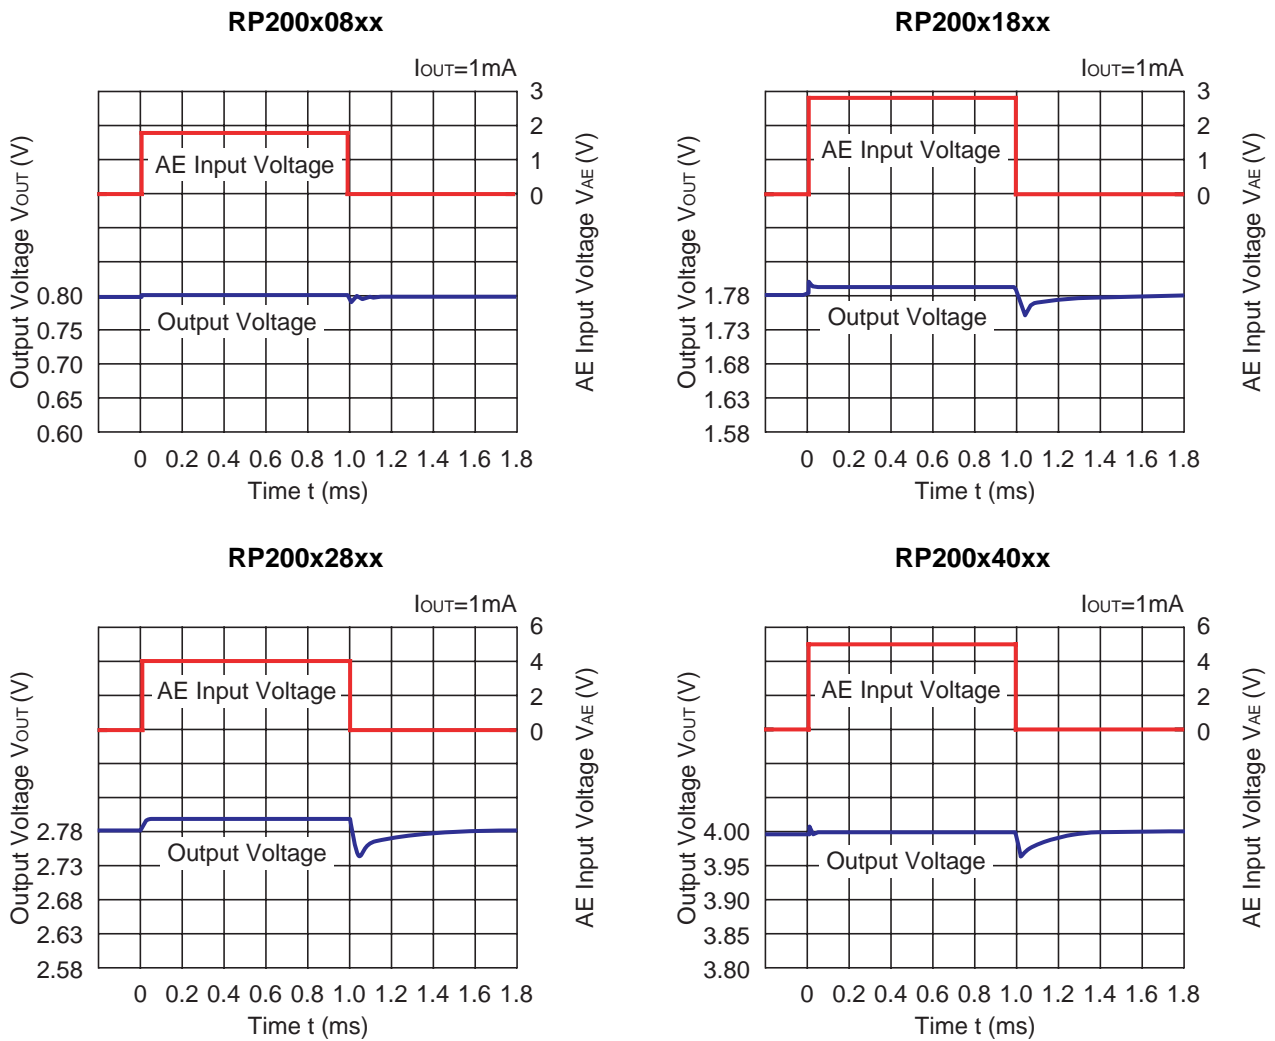 RP200x08xx
IOUT=1mA
Output Voltage VOUT (V)
0.80
0.75
0.70
0.65
0.60
3
2
1
0
AE Input Voltage VAE (V)
AE Input Voltage
Output Voltage
0 0.2 0.4 0.6 0.8 1.0 1.2 1.4 1.6 1.8
Time t (ms)
RP200x18xx
IOUT=1mA
Output Voltage VOUT (V)
1.78
1.73
1.68
1.63
1.58
3
2
1
0
AE Input Voltage VAE (V)
AE Input Voltage
Output Voltage
0 0.2 0.4 0.6 0.8 1.0 1.2 1.4 1.6 1.8
Time t (ms)
RP200x28xx
IOUT=1mA
Output Voltage VOUT (V)
2.78
2.73
2.68
2.63
2.58
6
4
2
0
AE Input Voltage VAE (V)
AE Input Voltage
Output Voltage
0 0.2 0.4 0.6 0.8 1.0 1.2 1.4 1.6 1.8
Time t (ms)
RP200x40xx
IOUT=1mA
Output Voltage VOUT (V)
4.00
3.95
3.90
3.85
3.80
6
4
2
0
AE Input Voltage VAE (V)
AE Input Voltage
Output Voltage
0 0.2 0.4 0.6 0.8 1.0 1.2 1.4 1.6 1.8
Time t (ms)